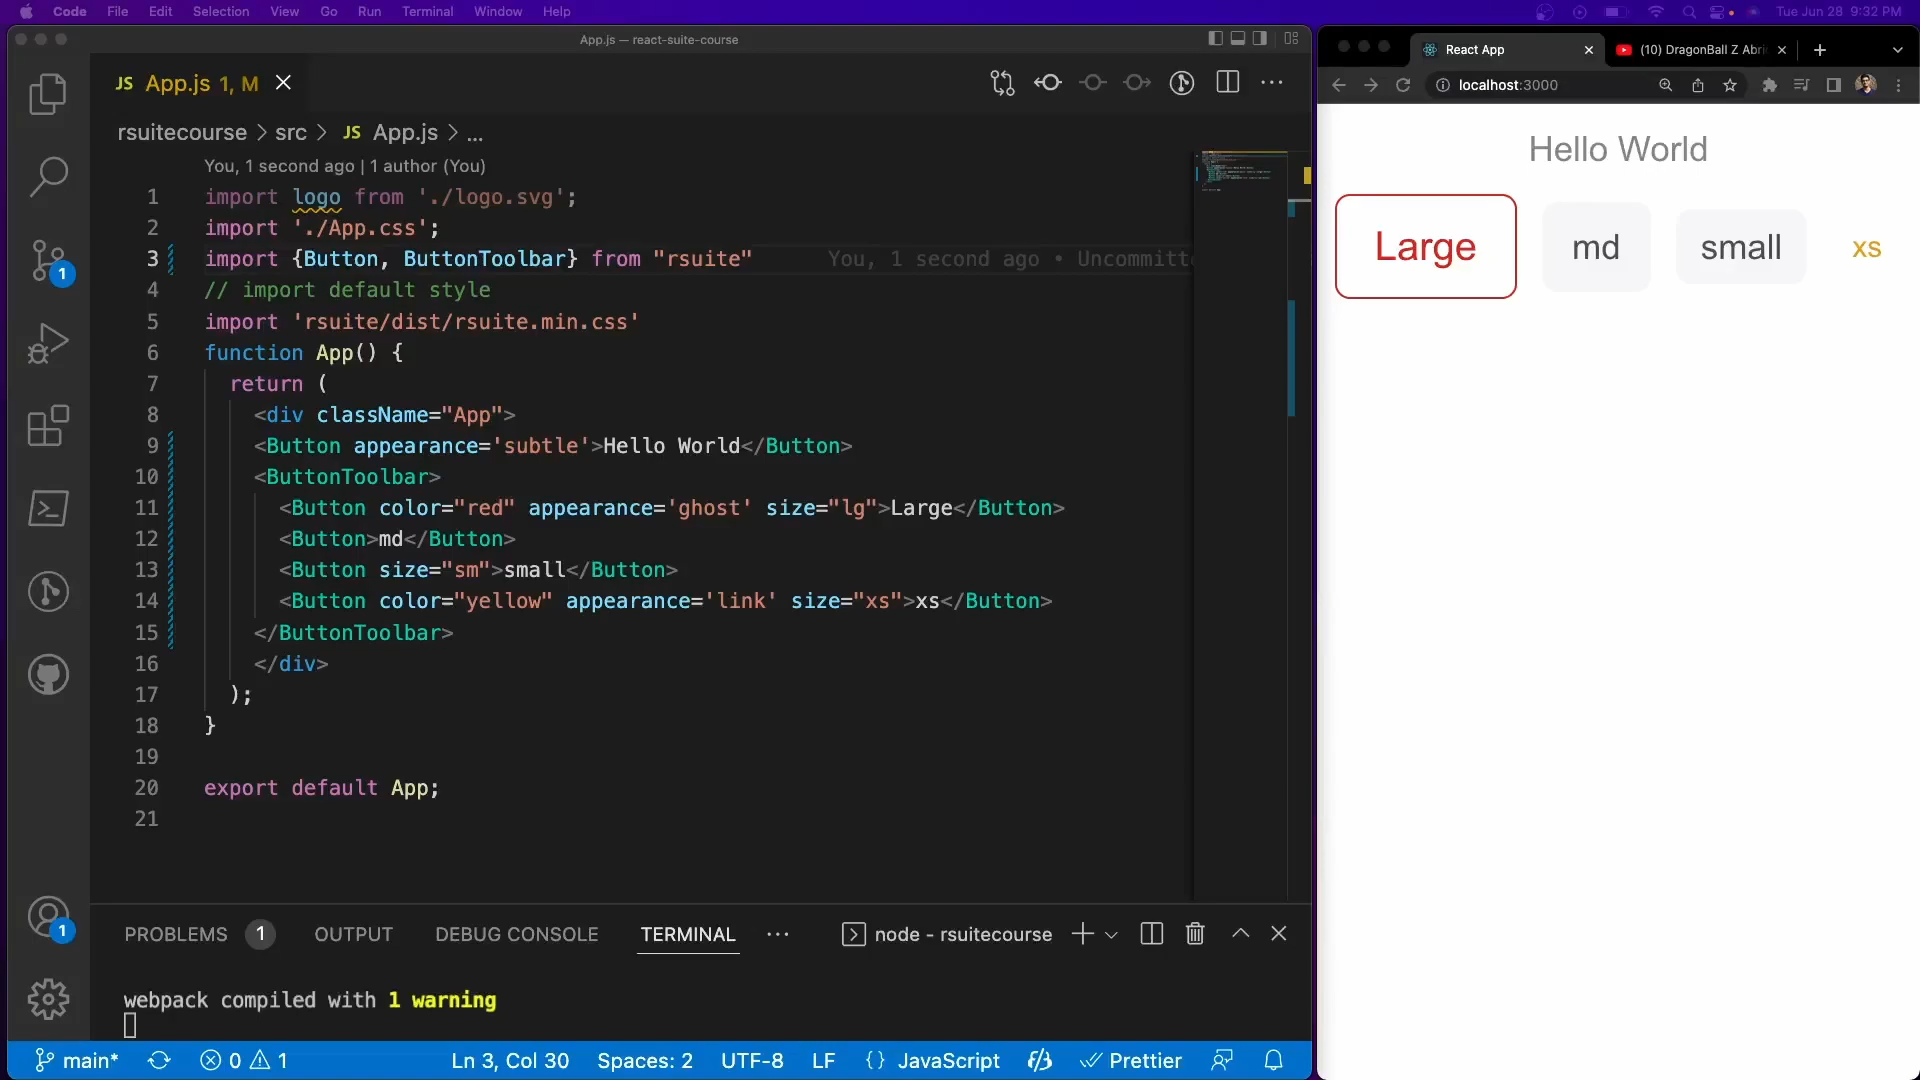 Code File Edit Selection View Go Run Terminal Window Help Tue Jun 28 9:32 PM
App.js — react-suite-course
JS App.js 1, M
rsuitecourse > src > JS App.js > ...
You, 1 second ago | 1 author (You)
1 import logo from './logo.svg';
2 import './App.css';
3 import {Button, ButtonToolbar} from "rsuite" You, 1 second ago • Uncommitte
4 // import default style
5 import 'rsuite/dist/rsuite.min.css'
6 function App() {
7 return (
8 <div className="App">
9 <Button appearance='subtle'>Hello World</Button>
10 <ButtonToolbar>
11 <Button color="red" appearance='ghost' size="lg">Large</Button>
12 <Button>md</Button>
13 <Button size="sm">small</Button>
14 <Button color="yellow" appearance='link' size="xs">xs</Button>
15 </ButtonToolbar>
16 </div>
17 );
18 }
19
20 export default App;
21
PROBLEMS 1 OUTPUT DEBUG CONSOLE TERMINAL ... node - rsuitecourse
webpack compiled with 1 warning
1
1
main* 0 1 Ln 3, Col 30 Spaces: 2 UTF-8 LF {} JavaScript Prettier
React App (10) DragonBall Z Abri
localhost:3000
Hello World
Large md small xs